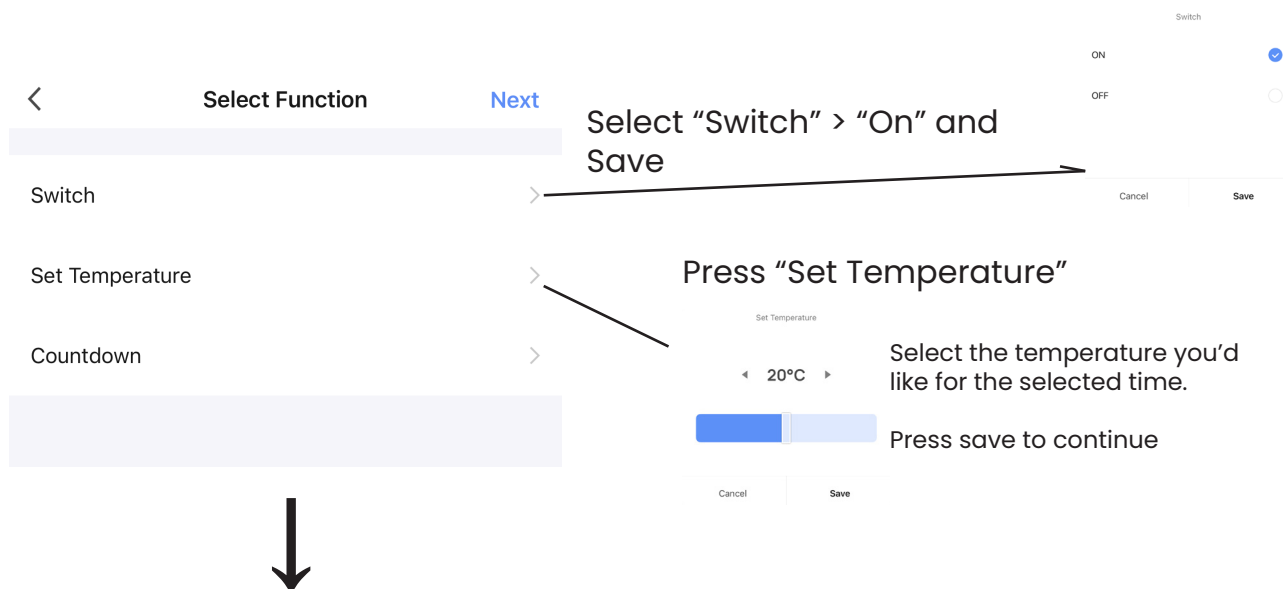 Select Function
Next
Switch
Set Temperature
Countdown
Select “Switch” > “On” and
Save
Switch
ON
OFF
Cancel
Save
Press “Set Temperature”
Set Temperature
20°C
Cancel
Save
Select the temperature you’d
like for the selected time.
Press save to continue